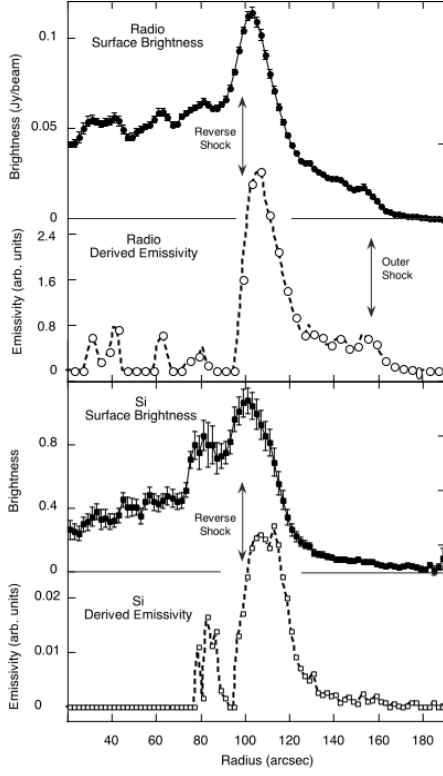 0.1
Radio
Surface Brightness
Brightness (Jy/beam)
0.05
Reverse
Shock
0
2.4
Radio
Derived Emissivity
Emissivity (arb. units)
1.6
Outer
Shock
0.8
0
Si
Surface Brightness
Brightness
0.8
0.4
Reverse
Shock
0
Si
Derived Emissivity
Emissivity (arb. units)
0.02
0.01
0
40 60 80 100 120 140 160 180
Radius (arcsec)